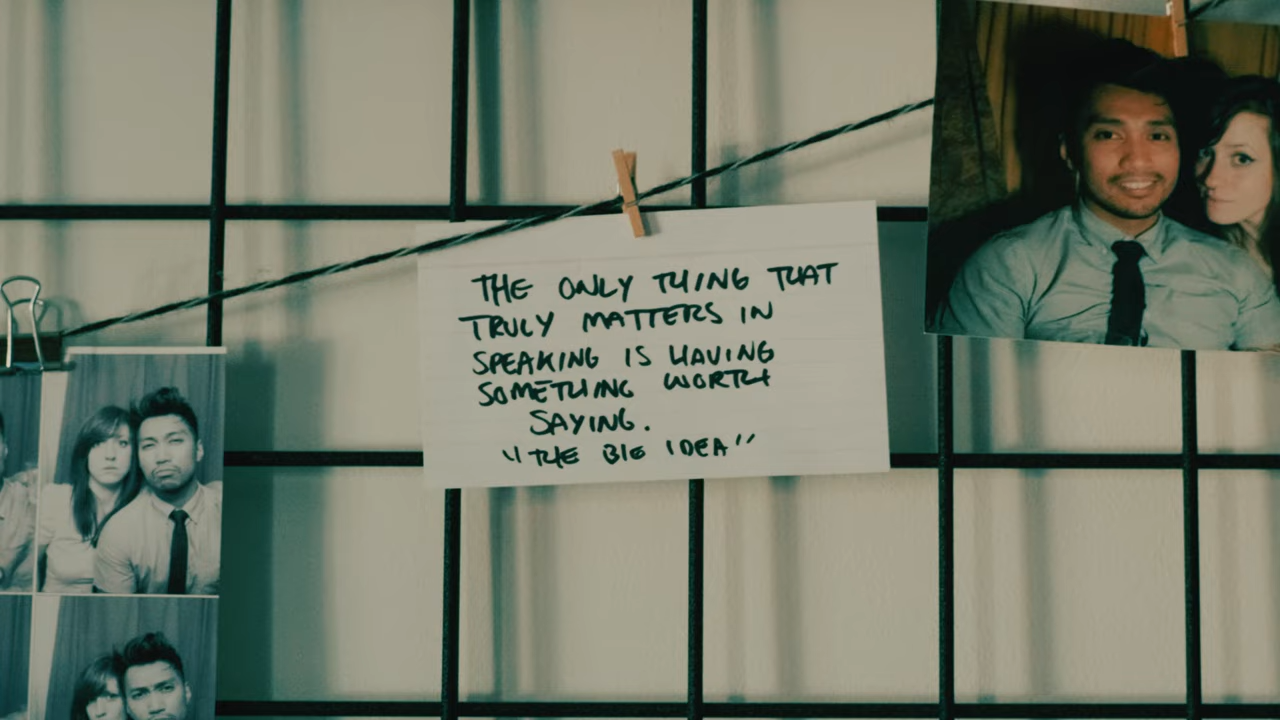 THE ONLY THING THAT
TRULY MATTERS IN
SPEAKING IS HAVING
SOMETHING WORTH
SAYING.
"THE BIG IDEA"